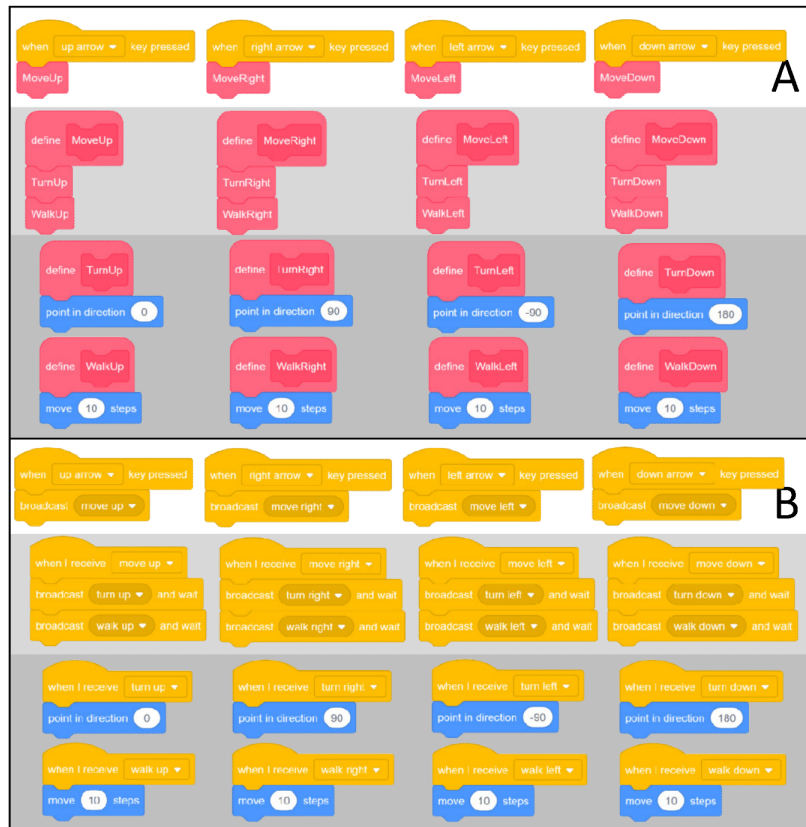 when up arrow key pressed when right arrow key pressed when left arrow key pressed when down arrow key pressed
MoveUp MoveRight MoveLeft MoveDown A
define MoveUp define MoveRight define MoveLeft define MoveDown
TurnUp TurnRight TurnLeft TurnDown
WalkUp WalkRight WalkLeft WalkDown
define TurnUp define TurnRight define TurnLeft define TurnDown
point in direction 0 point in direction 90 point in direction -90 point in direction 180
define WalkUp define WalkRight define WalkLeft define WalkDown
move 10 steps move 10 steps move 10 steps move 10 steps
when up arrow key pressed when right arrow key pressed when left arrow key pressed when down arrow key pressed
broadcast move up broadcast move right broadcast move left broadcast move down B
when I receive move up when I receive move right when I receive move left when I receive move down
broadcast turn up and wait broadcast turn right and wait broadcast turn left and wait broadcast turn down and wait
broadcast walk up and wait broadcast walk right and wait broadcast walk left and wait broadcast walk down and wait
when I receive turn up when I receive turn right when I receive turn left when I receive turn down
point in direction 0 point in direction 90 point in direction -90 point in direction 180
when I receive walk up when I receive walk right when I receive walk left when I receive walk down
move 10 steps move 10 steps move 10 steps move 10 steps